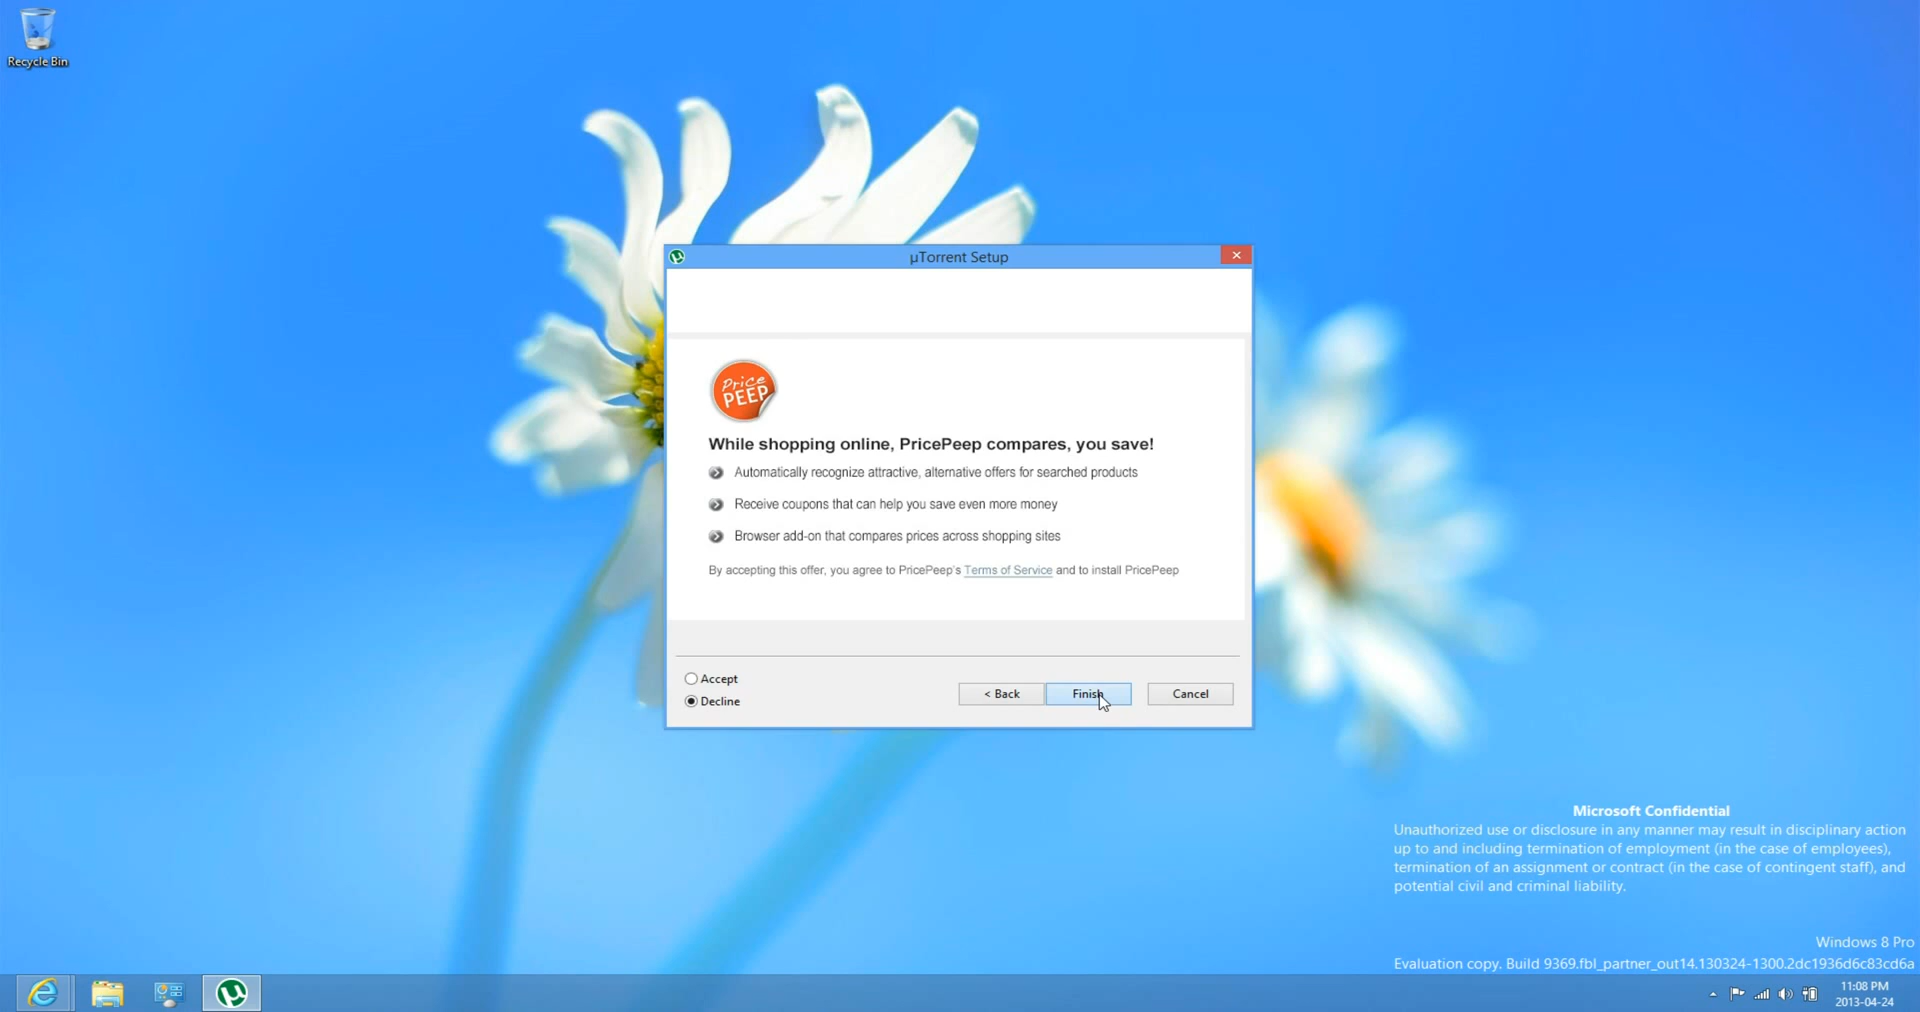 Recycle Bin
µTorrent Setup
Price
PEEP
While shopping online, PricePeep compares, you save!
Automatically recognize attractive, alternative offers for searched products
Receive coupons that can help you save even more money
Browser add-on that compares prices across shopping sites
By accepting this offer, you agree to PricePeep's Terms of Service and to install PricePeep
Accept
Decline
< Back
Finish
Cancel
Microsoft Confidential
Unauthorized use or disclosure in any manner may result in disciplinary action
up to and including termination of employment (in the case of employees),
termination of an assignment or contract (in the case of contingent staff), and
potential civil and criminal liability.
Windows 8 Pro
Evaluation copy. Build 9369.fbl_partner_out14.130324-1300.2dc1936d6c83cd6a
11:08 PM
2013-04-24